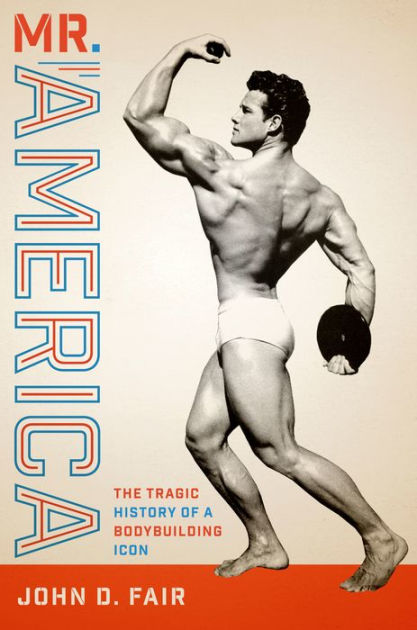 MR.
AMERICA
THE TRAGIC
HISTORY OF A
BODYBUILDING
ICON
JOHN D. FAIR